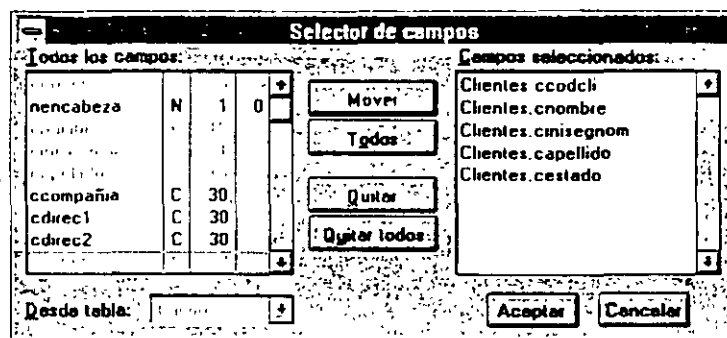 Selector de campos
Todos los campos:
nencabeza N 1 0
ccompañia C 30
cdirec1 C 30
cdirec2 C 30
Desde tabla:
Mover
Todos
Quitar
Quitar todos
Campos seleccionados:
Clientes.ccodcli
Clientes.cnombre
Clientes.cinisegnom
Clientes.capellido
Clientes.cestado
Aceptar
Cancelar